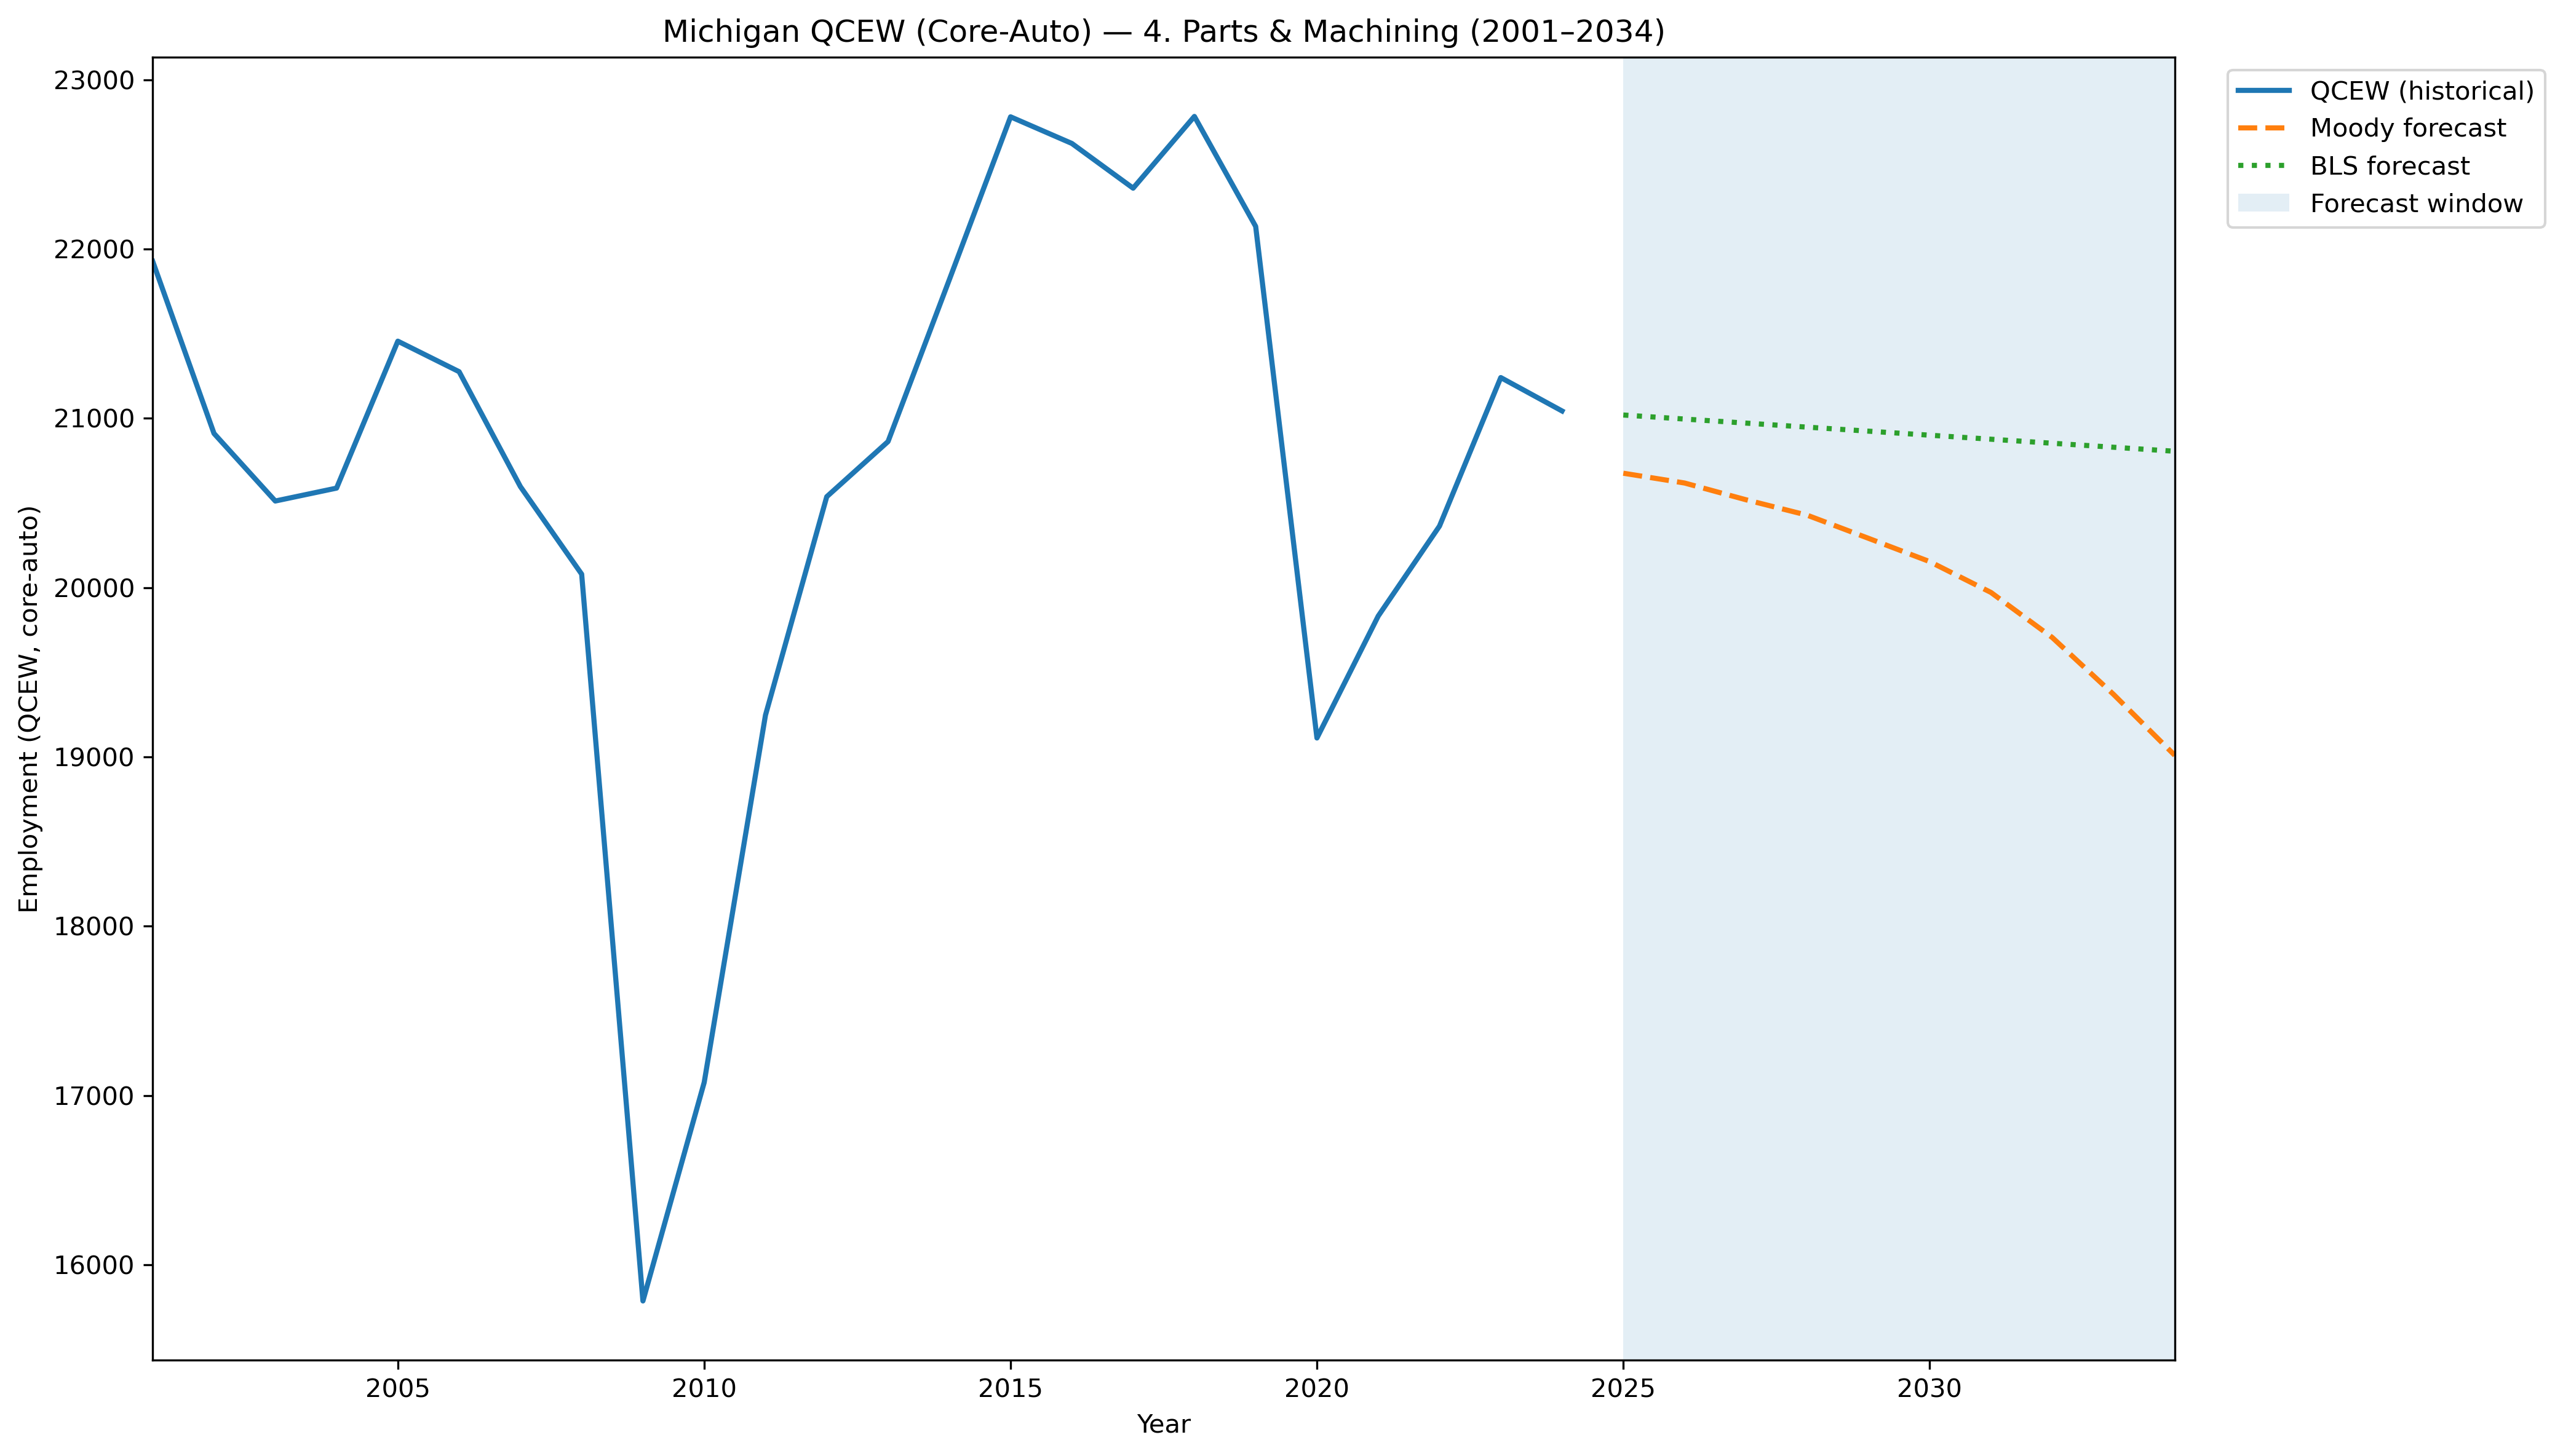 Michigan QCEW (Core-Auto) — 4. Parts & Machining (2001–2034)
23000
22000
21000
20000
19000
18000
17000
16000
Employment (QCEW, core-auto)
2005
2010
2015
2020
2025
2030
Year
QCEW (historical)
Moody forecast
BLS forecast
Forecast window